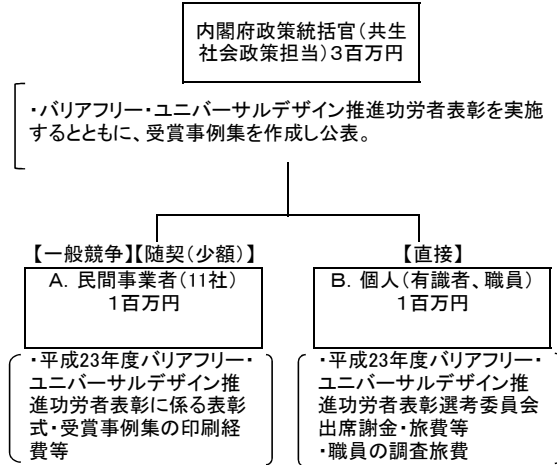 内閣府政策統括官（共生
社会政策担当）３百万円
・バリアフリー・ユニバーサルデザイン推進功労者表彰を実施
するとともに、受賞事例集を作成し公表。
【一般競争】【随契（少額）】
A．民間事業者（11社）
１百万円
・平成23年度バリアフリー・
ユニバーサルデザイン推
進功労者表彰に係る表彰
式・受賞事例集の印刷経
費等
【直接】
B．個人（有識者、職員）
１百万円
・平成23年度バリアフリー・
ユニバーサルデザイン推
進功労者表彰選考委員会
出席謝金・旅費等
・職員の調査旅費